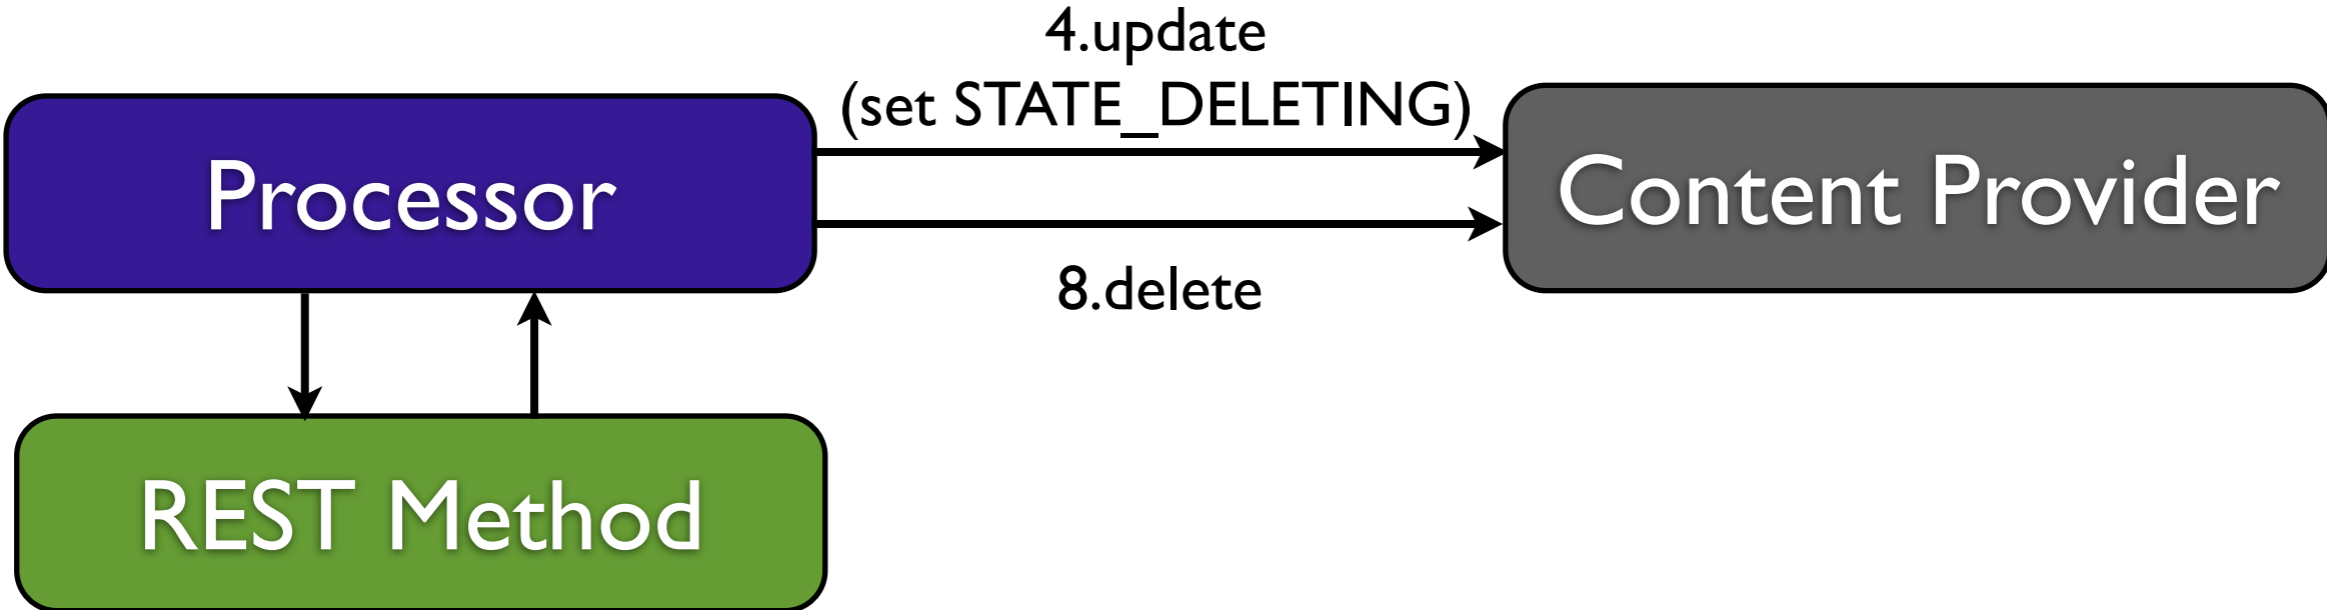 4.update
(set STATE_DELETING)
Processor
Content Provider
8.delete
REST Method